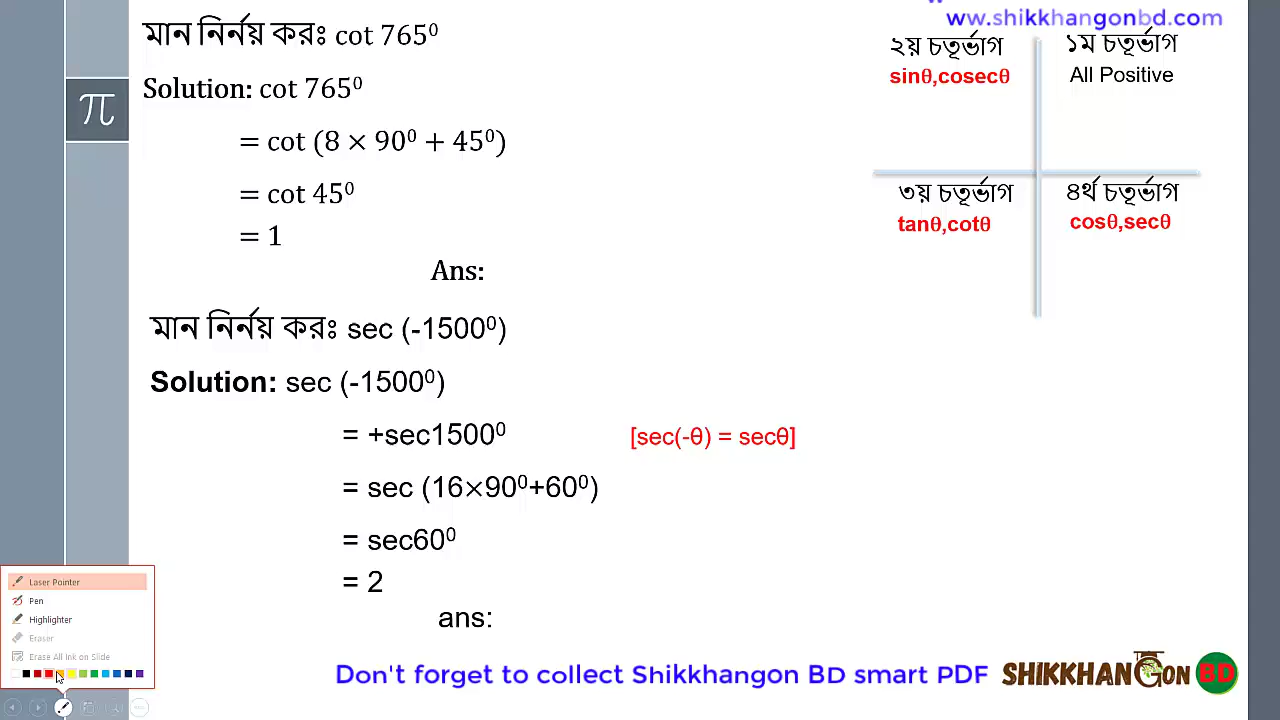 ww.shikkhangonbd.com
মান নির্নয় করঃ cot 765⁰
Solution: cot 765⁰
= cot (8 × 90⁰ + 45⁰)
= cot 45⁰
= 1
Ans:
২য় চতূর্ভাগ
sinθ,cosecθ
১ম চতূর্ভাগ
All Positive
৩য় চতূর্ভাগ
tanθ,cotθ
৪র্থ চতূর্ভাগ
cosθ,secθ
π
মান নির্নয় করঃ sec (-1500⁰)
Solution: sec (-1500⁰)
= +sec1500⁰ [sec(-θ) = secθ]
= sec (16×90⁰+60⁰)
= sec60⁰
= 2
ans:
Laser Pointer
Pen
Highlighter
Eraser
Erase All Ink on Slide
Don't forget to collect Shikkhangon BD smart PDF
SHIKKHANGON BD